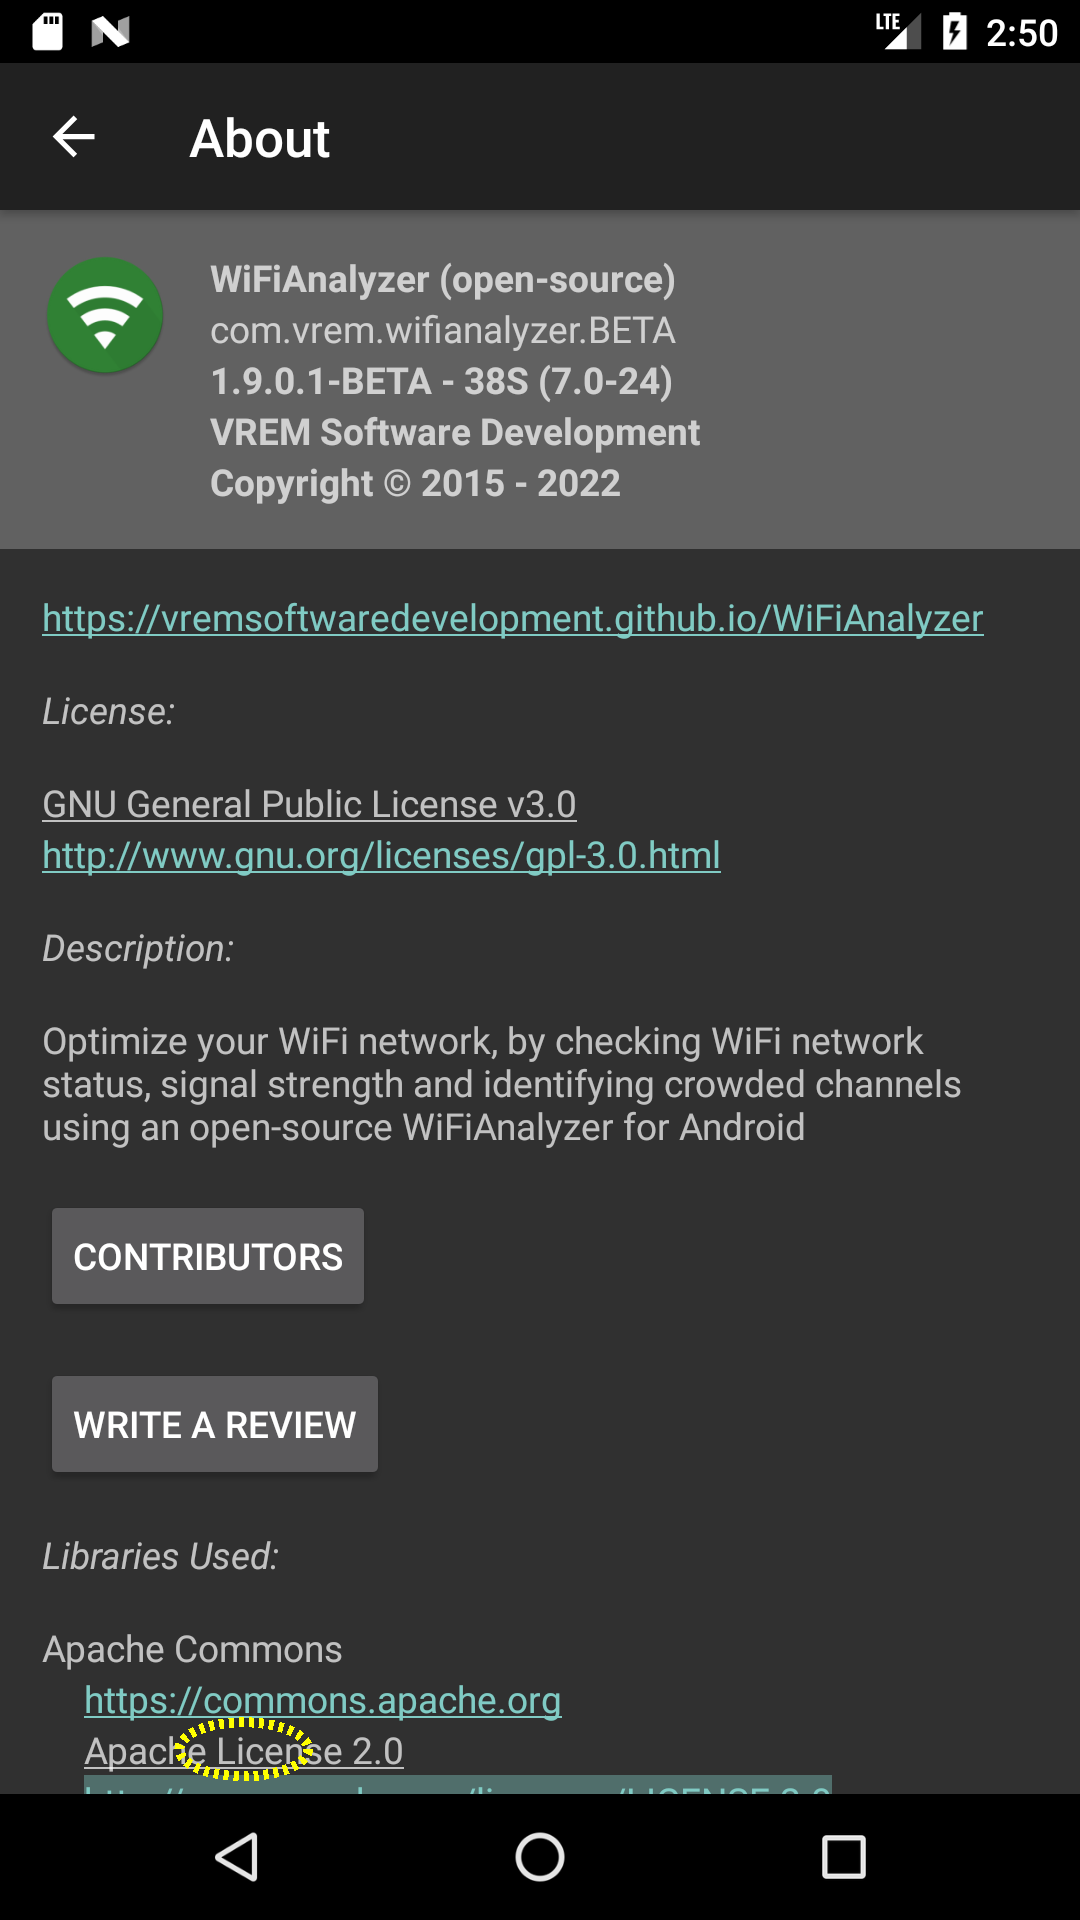 LTE 2:50
About
WiFiAnalyzer (open-source)
com.vrem.wifianalyzer.BETA
1.9.0.1-BETA - 38S (7.0-24)
VREM Software Development
Copyright © 2015 - 2022
https://vremsoftwaredevelopment.github.io/WiFiAnalyzer
License:
GNU General Public License v3.0
http://www.gnu.org/licenses/gpl-3.0.html
Description:
Optimize your WiFi network, by checking WiFi network
status, signal strength and identifying crowded channels
using an open-source WiFiAnalyzer for Android
CONTRIBUTORS
WRITE A REVIEW
Libraries Used:
Apache Commons
https://commons.apache.org
Apache License 2.0